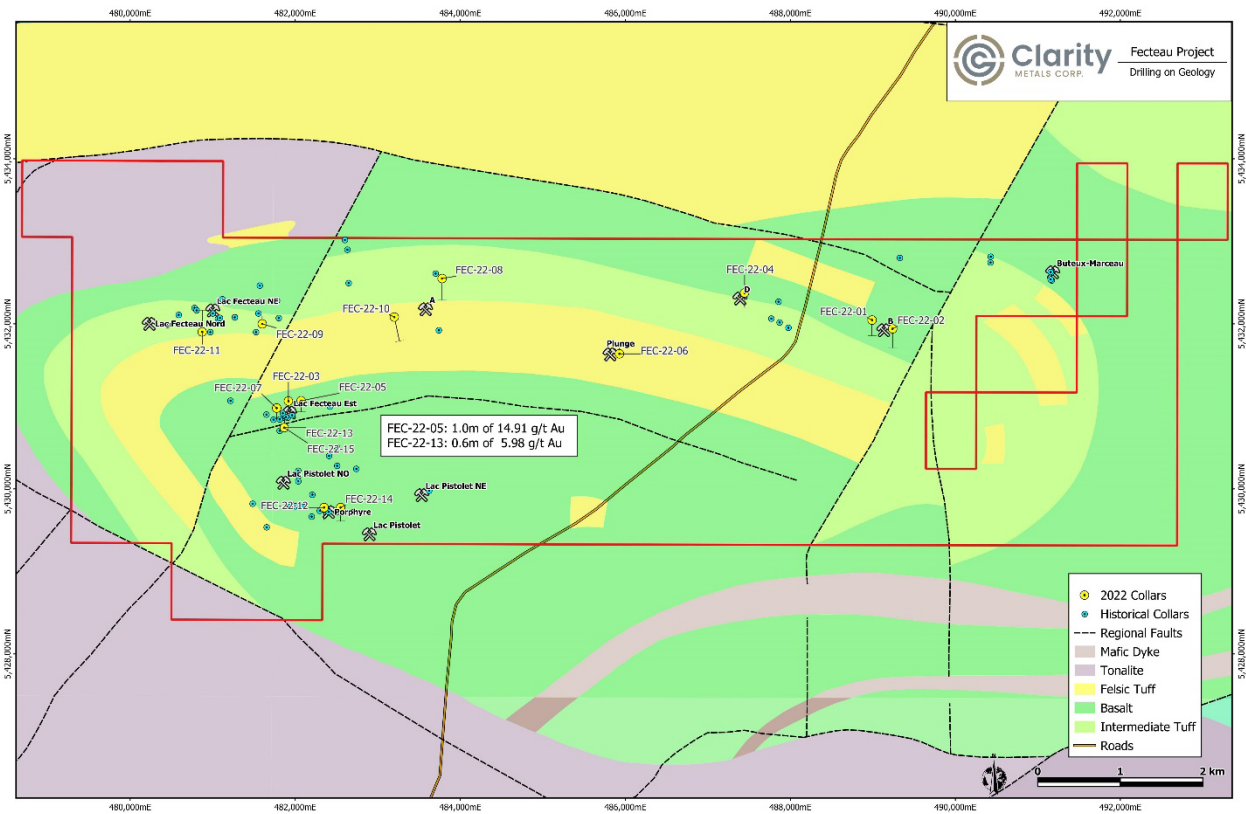 480,000mE
482,000mE
484,000mE
486,000mE
488,000mE
490,000mE
492,000mE
Clarity
METALS CORP.
Fecteau Project
Drilling on Geology
5,434,000mN
5,434,000mN
FEC-22-08
FEC-22-04
Buteux-Marceau
Lac Fecteau NE
A
D
FEC-22-10
FEC-22-01
B
FEC-22-02
5,432,000mN
5,432,000mN
Lac Fecteau Nord
FEC-22-09
FEC-22-11
Plunge
FEC-22-06
FEC-22-03
FEC-22-07
FEC-22-05
Lac Fecteau Est
FEC-22-05: 1.0m of 14.91 g/t Au
FEC-22-13: 0.6m of 5.98 g/t Au
FEC-22-13
FEC-22-15
Lac Pistolet NO
Lac Pistolet NE
5,430,000mN
5,430,000mN
FEC-22-12
FEC-22-14
Porphyre
Lac Pistolet
5,428,000mN
5,428,000mN
2022 Collars
Historical Collars
Regional Faults
Mafic Dyke
Tonalite
Felsic Tuff
Basalt
Intermediate Tuff
Roads
0
1
2 km
480,000mE
482,000mE
484,000mE
486,000mE
488,000mE
490,000mE
492,000mE